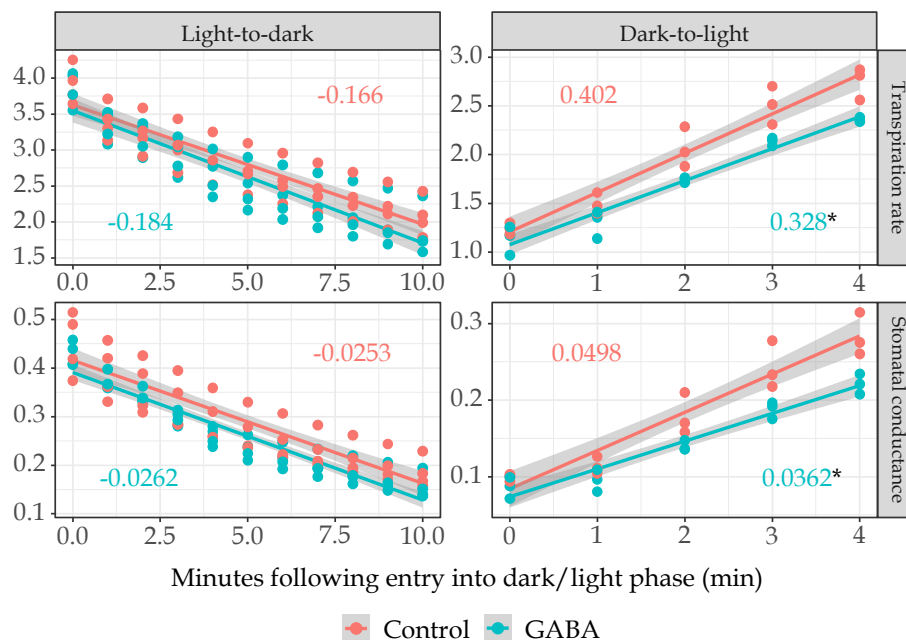 Light-to-dark
Dark-to-light
4.0
3.5
3.0
2.5
2.0
1.5
-0.166
-0.184
0.0 2.5 5.0 7.5 10.0
3.0
2.5
2.0
1.5
1.0
0.402
0.328*
0 1 2 3 4
Transpiration rate
0.5
0.4
0.3
0.2
0.1
-0.0253
-0.0262
0.0 2.5 5.0 7.5 10.0
0.3
0.2
0.1
0.0498
0.0362*
0 1 2 3 4
Stomatal conductance
Minutes following entry into dark/light phase (min)
Control GABA